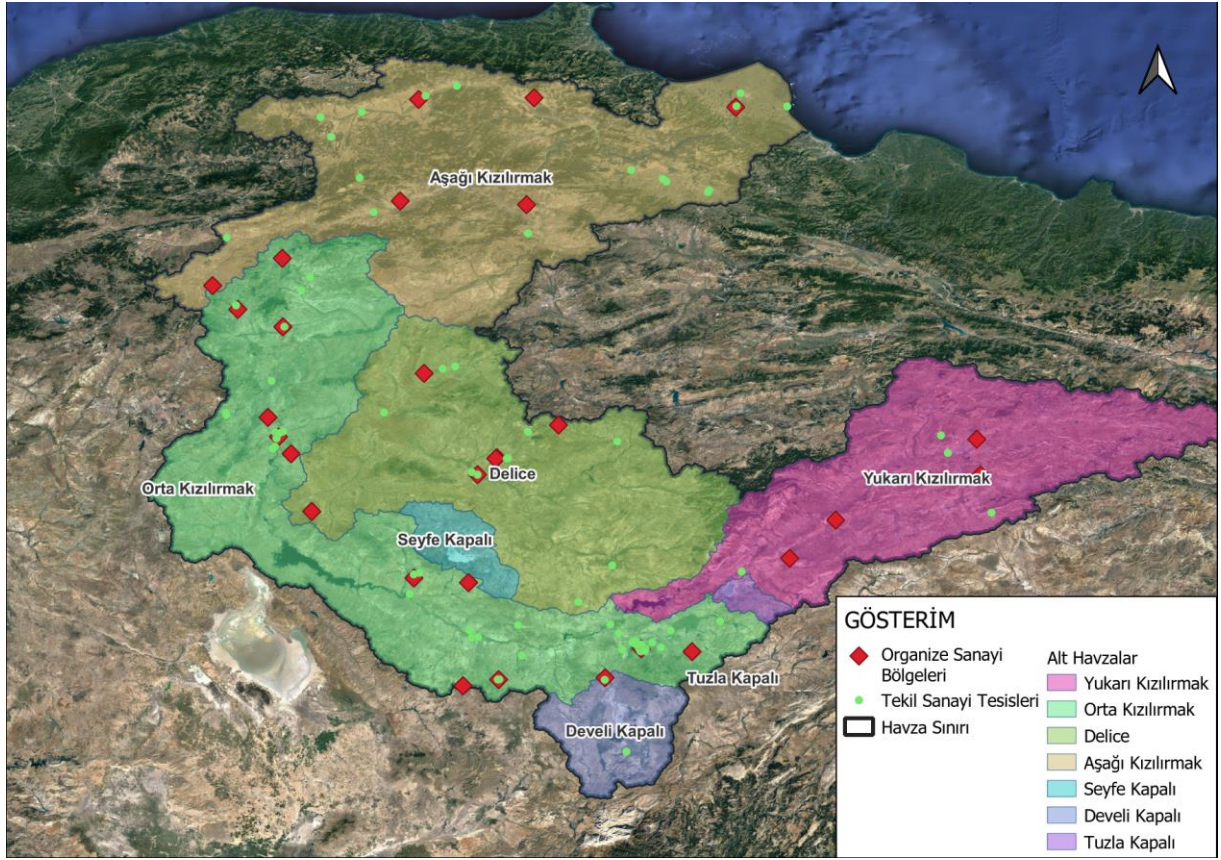 Aşağı Kızılırmak
Orta Kızılırmak
Delice
Yukarı Kızılırmak
Seyfe Kapalı
Tuzla Kapalı
Develi Kapalı
GÖSTERİM
Organize Sanayi
Bölgeleri
Tekil Sanayi Tesisleri
Havza Sınırı
Alt Havzalar
Yukarı Kızılırmak
Orta Kızılırmak
Delice
Aşağı Kızılırmak
Seyfe Kapalı
Develi Kapalı
Tuzla Kapalı